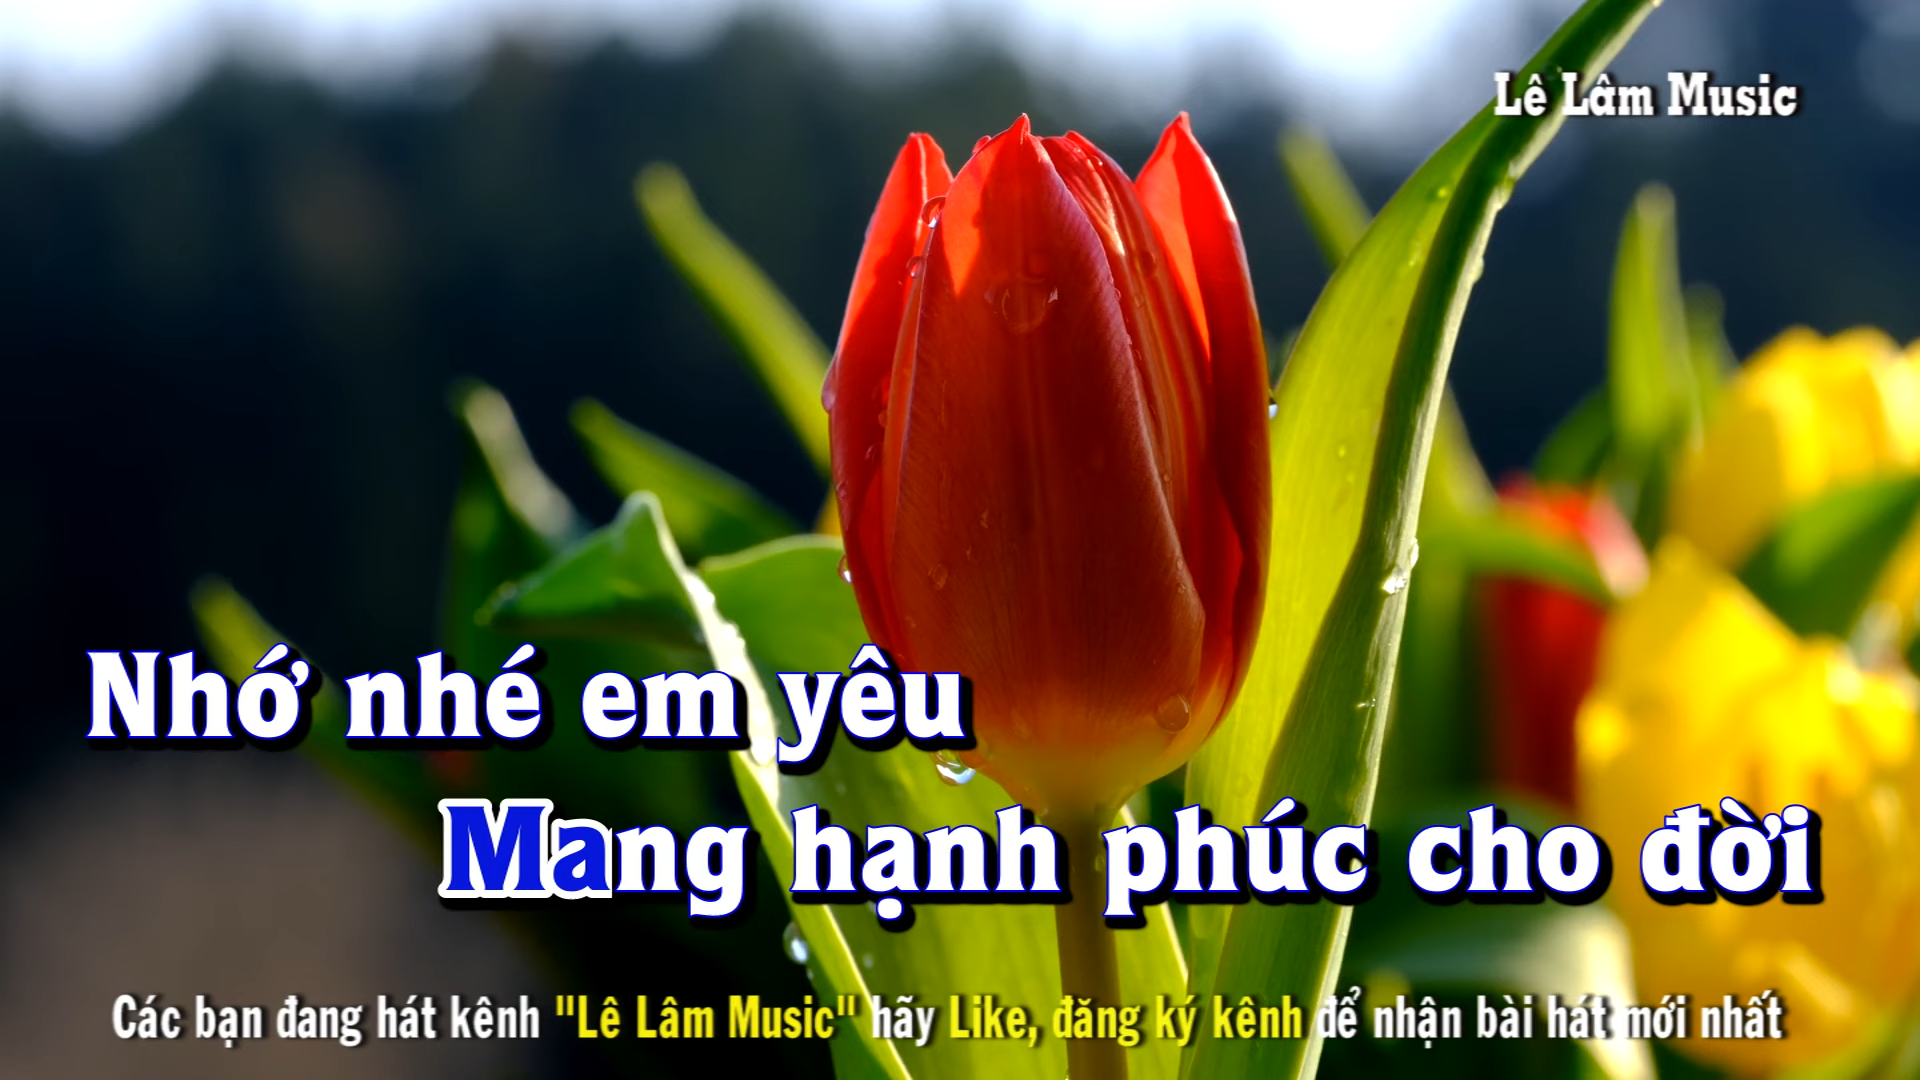 Lê Lâm Music
Nhớ nhé em yêu
Mang hạnh phúc cho đời
Các bạn đang hát kênh "Lê Lâm Music" hãy Like, đăng ký kênh để nhận bài hát mới nhất